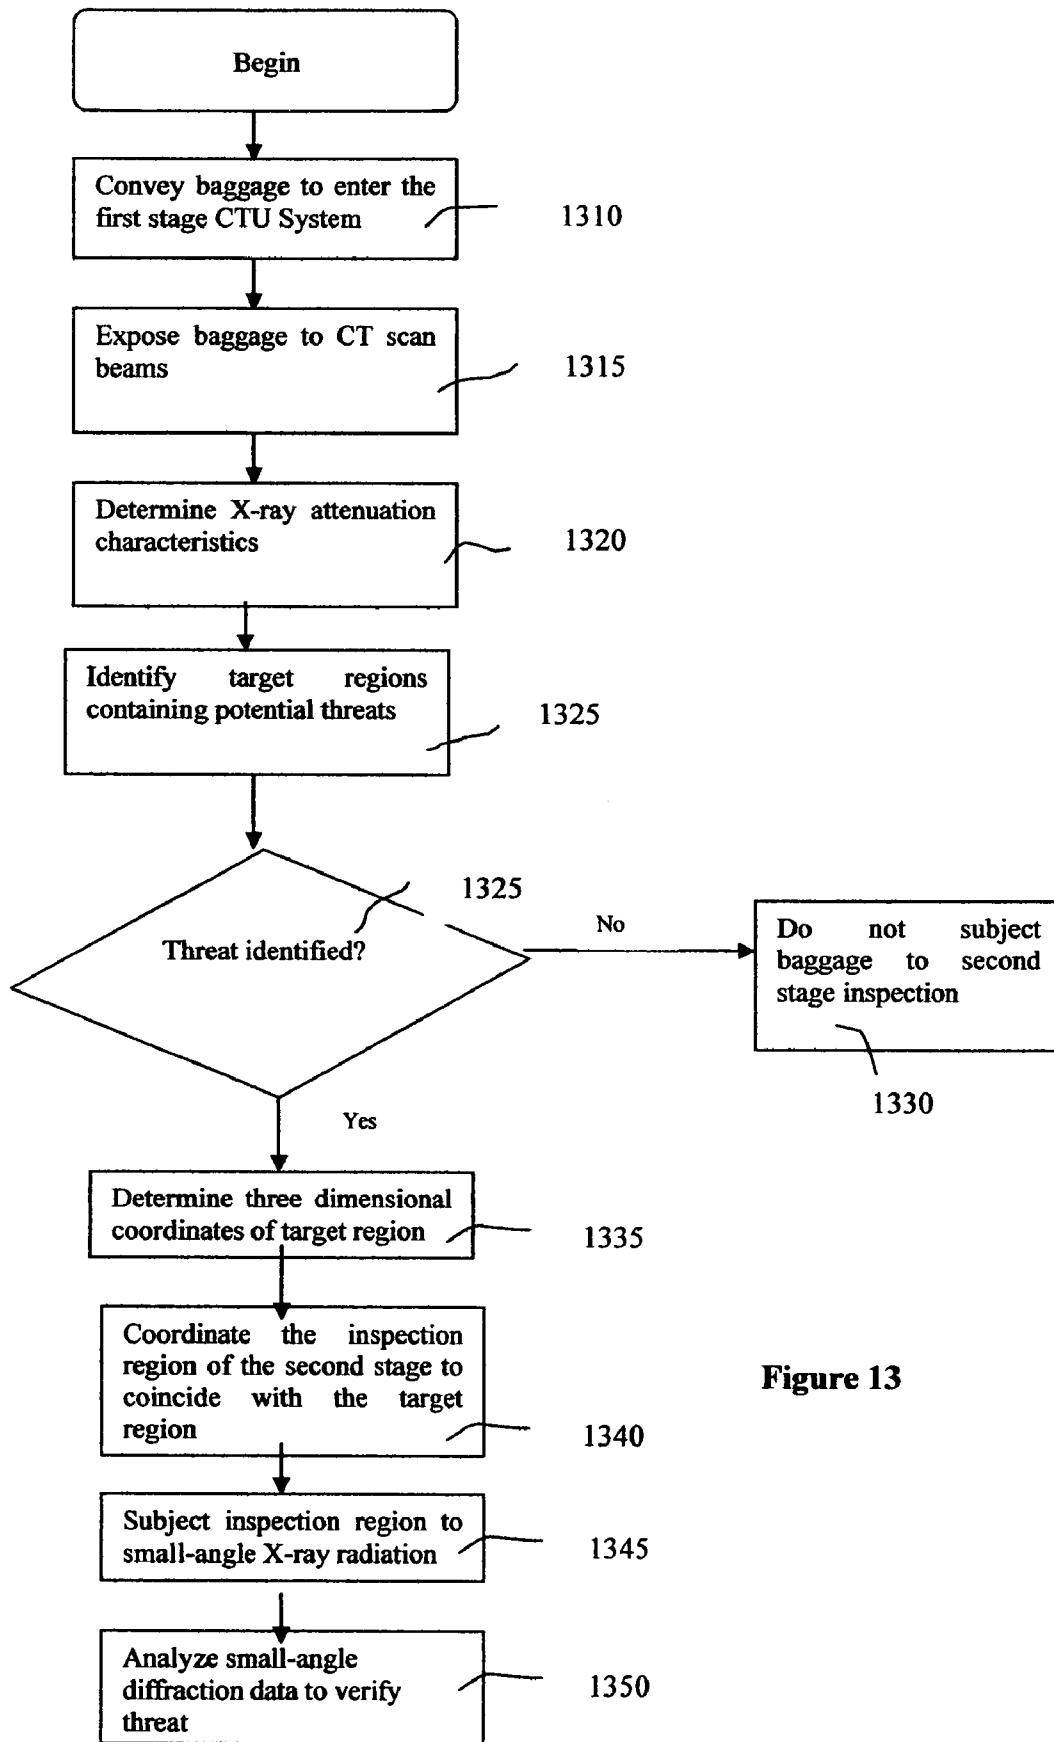 Begin
Convey baggage to enter the
first stage CTU System
1310
Expose baggage to CT scan
beams
1315
Determine X-ray attenuation
characteristics
1320
Identify target regions
containing potential threats
1325
1325
Threat identified?
No
Do not subject
baggage to second
stage inspection
1330
Yes
Determine three dimensional
coordinates of target region
1335
Coordinate the inspection
region of the second stage to
coincide with the target
region
1340
Figure 13
Subject inspection region to
small-angle X-ray radiation
1345
Analyze small-angle
diffraction data to verify
threat
1350